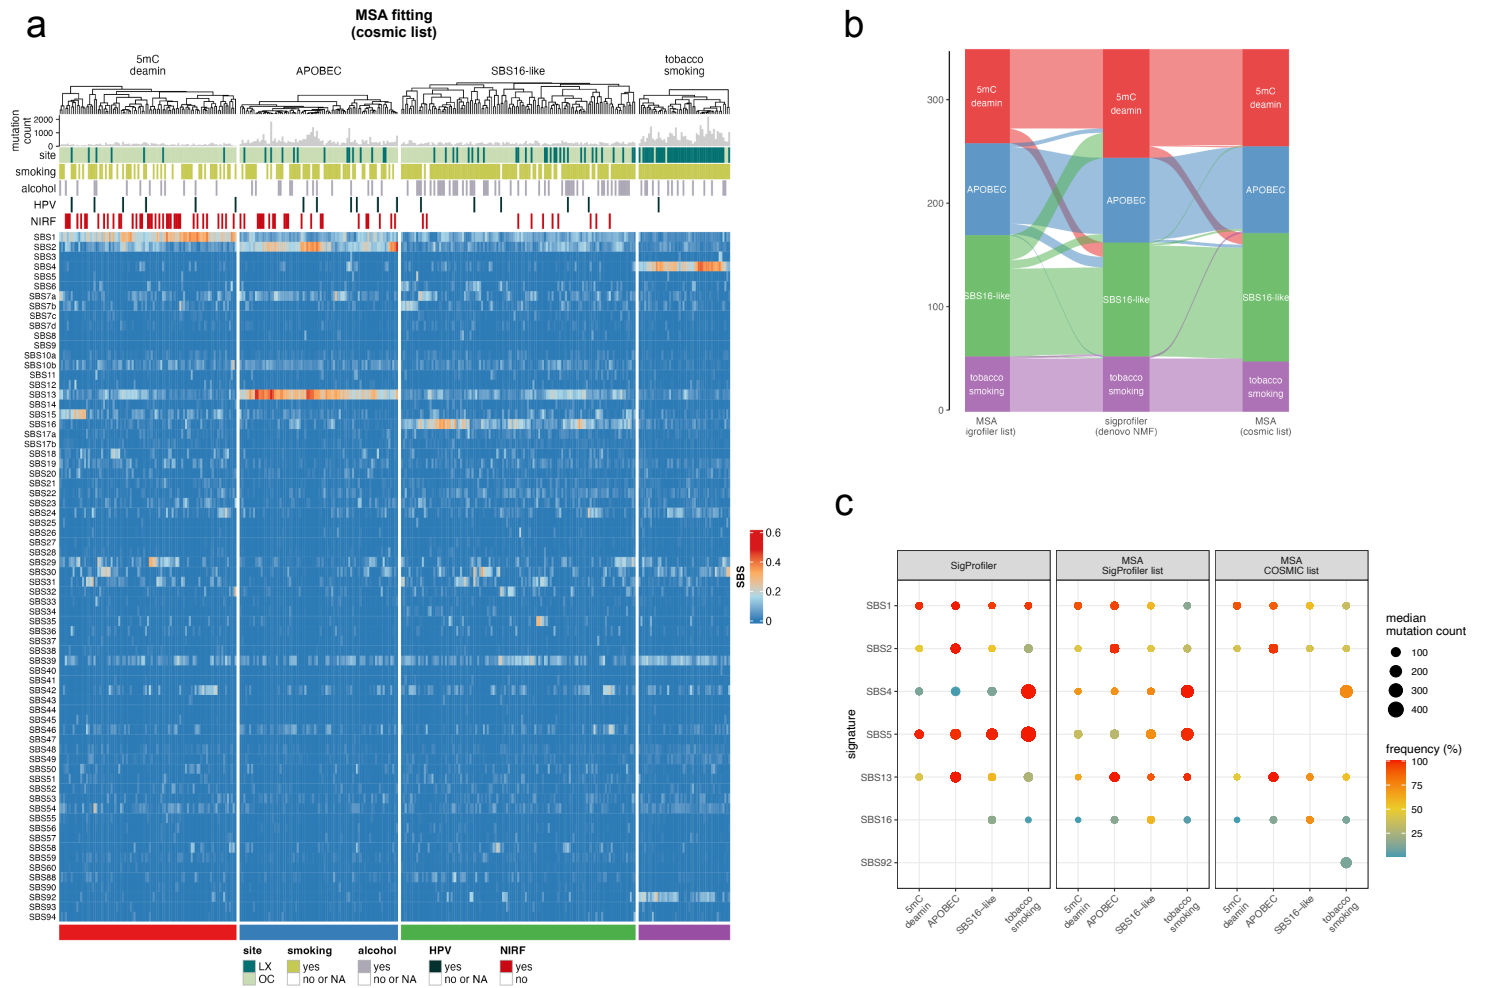 a
MSA fitting
(cosmic list)
5mC
deamin
APOBEC
SBS16-like
tobacco
smoking
mutation
count
2000
1000
0
site
smoking
alcohol
HPV
NIRF
SBS1
SBS2
SBS3
SBS4
SBS5
SBS6
SBS7a
SBS7b
SBS7c
SBS7d
SBS8
SBS9
SBS10a
SBS10b
SBS11
SBS12
SBS13
SBS14
SBS15
SBS16
SBS17a
SBS17b
SBS18
SBS19
SBS20
SBS21
SBS22
SBS23
SBS24
SBS25
SBS26
SBS27
SBS28
SBS29
SBS30
SBS31
SBS32
SBS33
SBS34
SBS35
SBS36
SBS37
SBS38
SBS39
SBS40
SBS41
SBS42
SBS43
SBS44
SBS45
SBS46
SBS47
SBS48
SBS49
SBS50
SBS51
SBS52
SBS53
SBS54
SBS55
SBS56
SBS57
SBS58
SBS59
SBS60
SBS88
SBS90
SBS92
SBS93
SBS94
SBS
0.6
0.4
0.2
0
site
LX
OC
smoking
yes
no or NA
alcohol
yes
no or NA
HPV
yes
no or NA
NIRF
yes
no
b
300
200
100
0
5mC
deamin
APOBEC
SBS16-like
tobacco
smoking
5mC
deamin
APOBEC
SBS16-like
tobacco
smoking
5mC
deamin
APOBEC
SBS16-like
tobacco
smoking
MSA
igrofiler list)
sigprofiler
(denovo NMF)
MSA
(cosmic list)
c
SigProfiler
MSA
SigProfiler list
MSA
COSMIC list
signature
SBS1
SBS2
SBS4
SBS5
SBS13
SBS16
SBS92
5mC
deamin
APOBEC
SBS16-like
tobacco
smoking
5mC
deamin
APOBEC
SBS16-like
tobacco
smoking
5mC
deamin
APOBEC
SBS16-like
tobacco
smoking
median
mutation count
100
200
300
400
frequency (%)
100
75
50
25